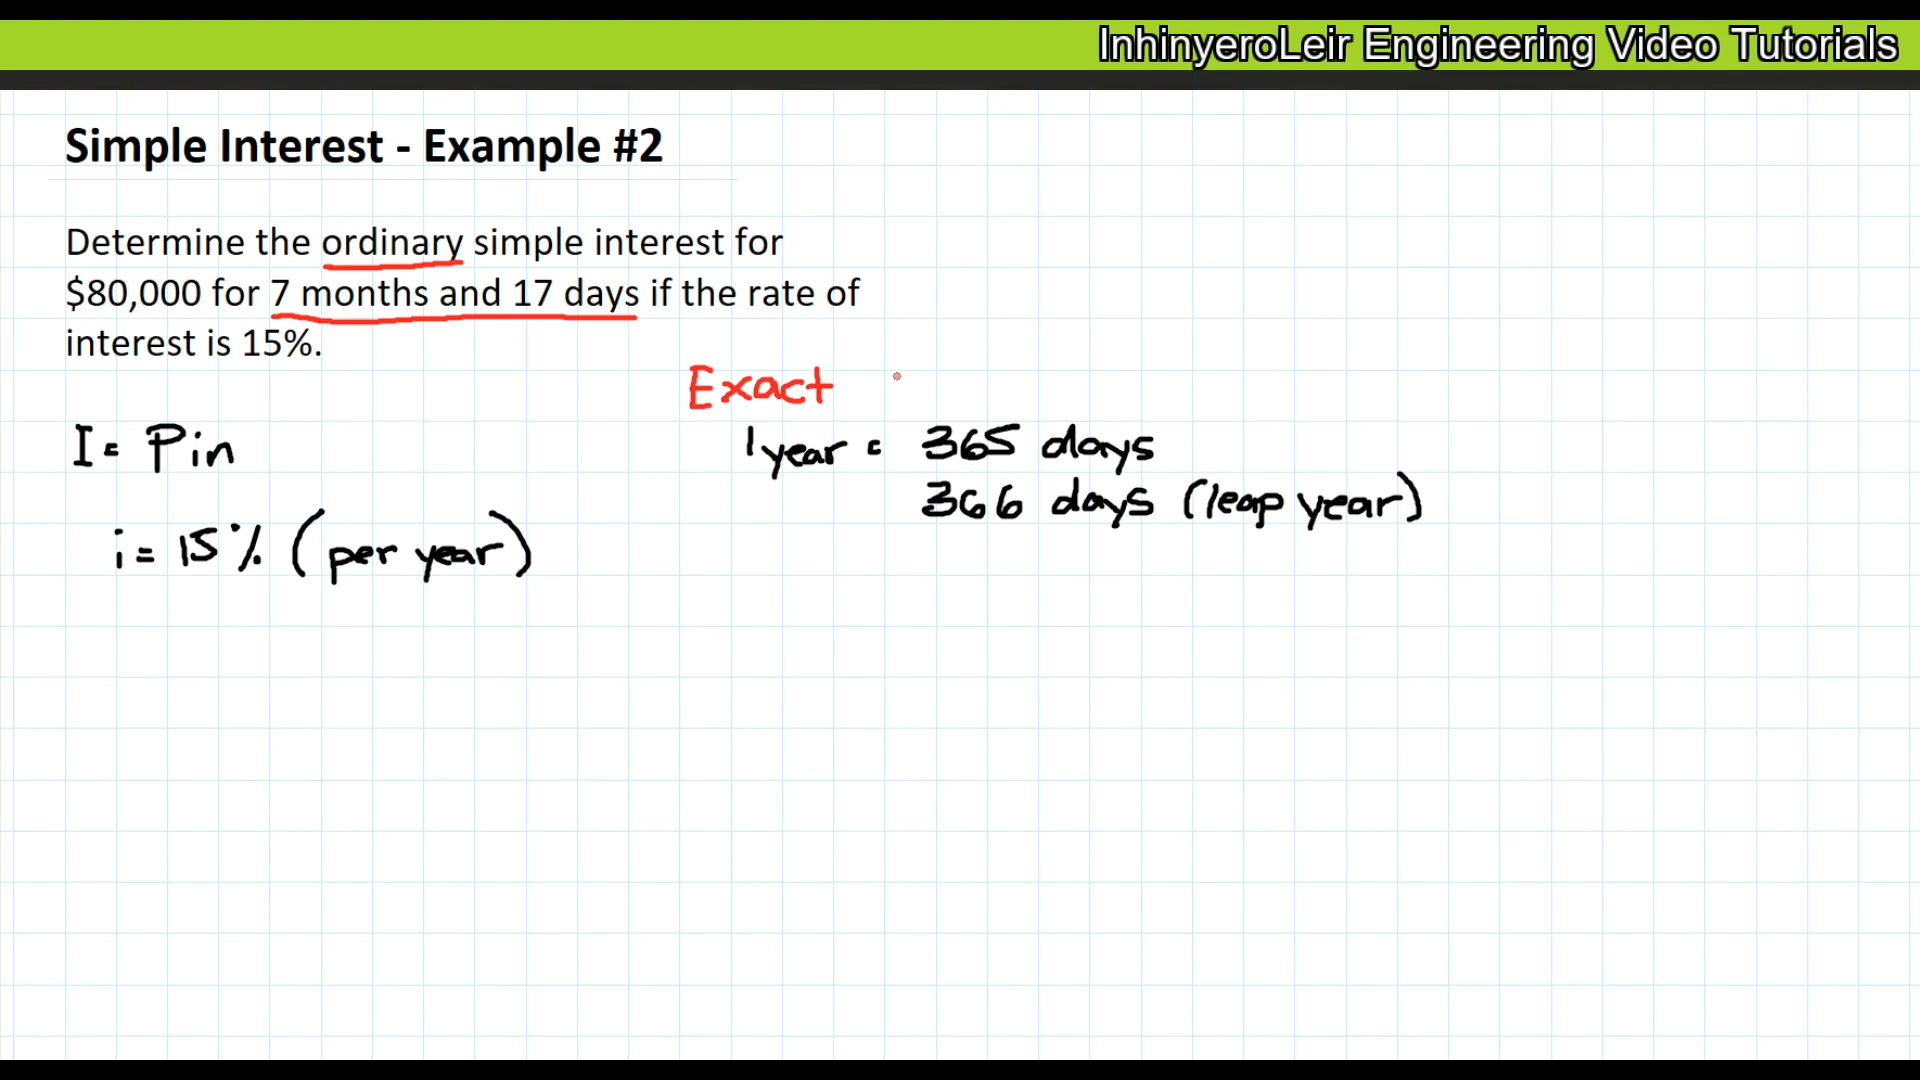 InhinyeroLeir Engineering Video Tutorials
Simple Interest - Example #2
Determine the ordinary simple interest for
$80,000 for 7 months and 17 days if the rate of
interest is 15%.
Exact
I = Pin
1 year = 365 days
366 days (leap year)
i = 15% (per year)